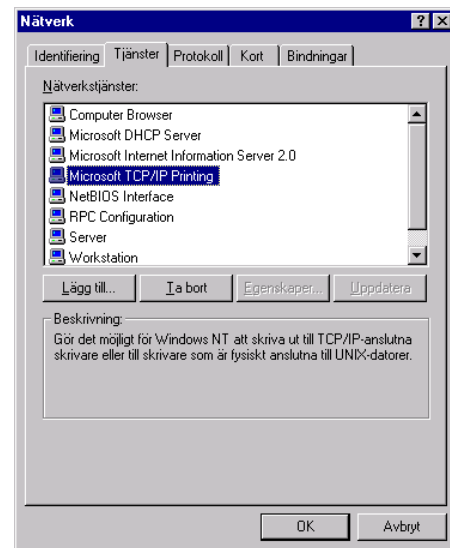 Nätverk
Identifiering Tjänster Protokoll Kort Bindningar
Nätverkstjänster:
Computer Browser
Microsoft DHCP Server
Microsoft Internet Information Server 2.0
Microsoft TCP/IP Printing
NetBIOS Interface
RPC Configuration
Server
Workstation
Lägg till... Ta bort Egenskaper... Uppdatera
Beskrivning:
Gör det möjligt för Windows NT att skriva ut till TCP/IP-anslutna
skrivare eller till skrivare som är fysiskt anslutna till UNIX-datorer.
OK Avbryt